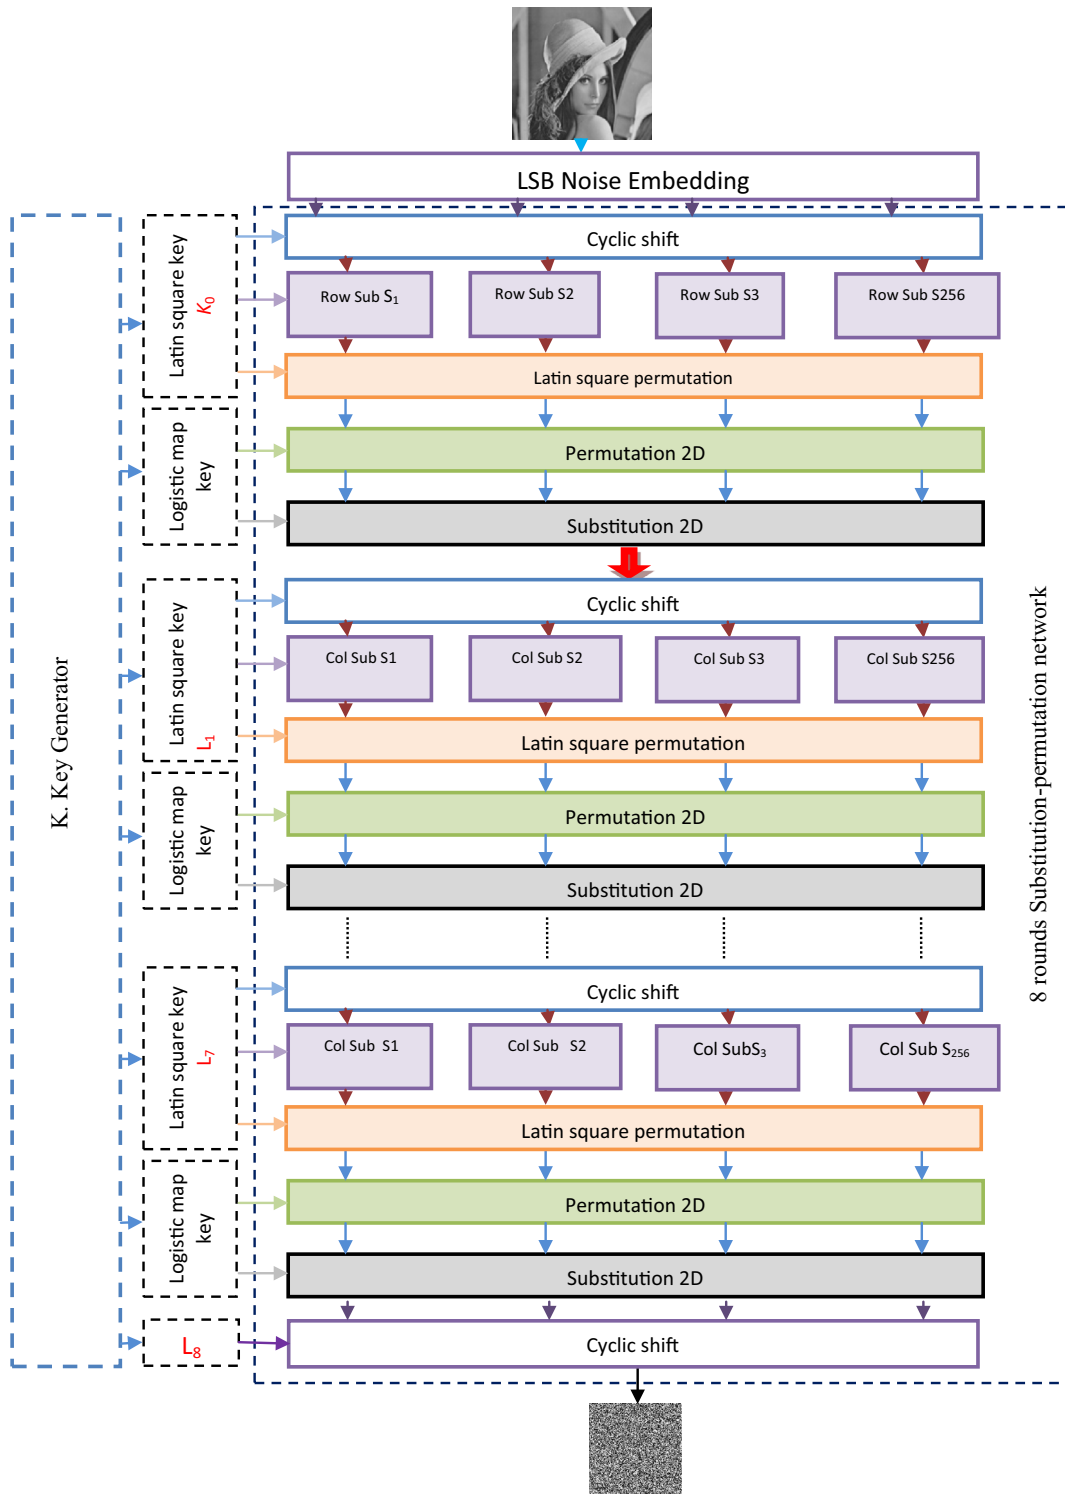 LSB Noise Embedding
K. Key Generator
8 rounds Substitution-permutation network
Latin square key
K₀
Cyclic shift
Row Sub S₁
Row Sub S2
Row Sub S3
Row Sub S256
Latin square permutation
Logistic map
key
Permutation 2D
Substitution 2D
Latin square key
L₁
Cyclic shift
Col Sub S1
Col Sub S2
Col Sub S3
Col Sub S256
Latin square permutation
Logistic map
key
Permutation 2D
Substitution 2D
Latin square key
L₇
Cyclic shift
Col Sub S1
Col Sub S2
Col SubS₃
Col Sub S₂₅₆
Latin square permutation
Logistic map
key
Permutation 2D
Substitution 2D
L₈
Cyclic shift